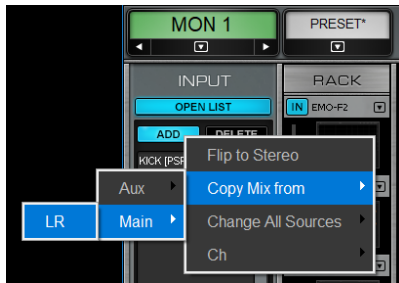 MON 1
PRESET*
INPUT
RACK
OPEN LIST
IN EMO-F2
ADD DELETE
KICK [PSF
Flip to Stereo
Aux
Copy Mix from
LR
Main
Change All Sources
Ch